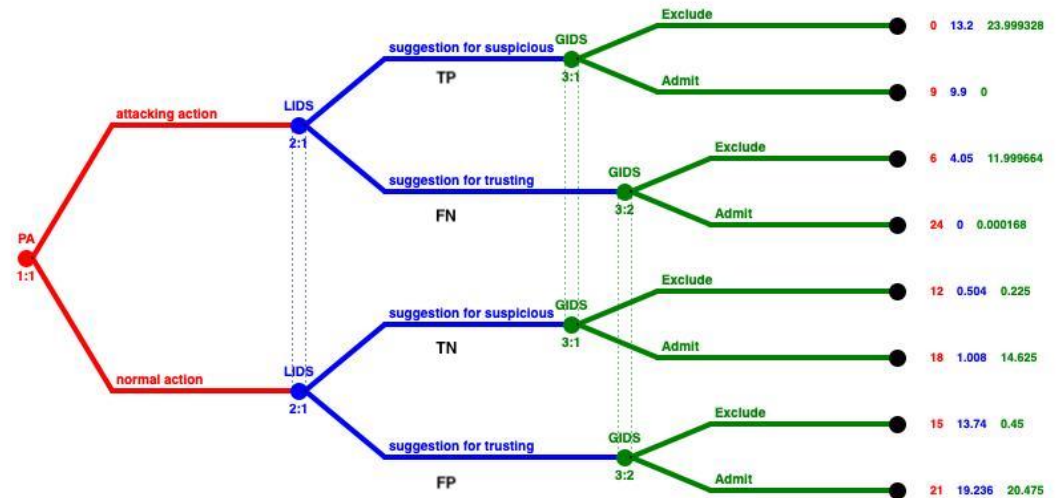 Exclude
0 13.2 23.999328
GIDS
suggestion for suspicious
TP
3:1
Admit
9 9.9 0
LIDS
attacking action
2:1
Exclude
6 4.05 11.999664
GIDS
suggestion for trusting
FN
3:2
Admit
24 0 0.000168
PA
1:1
Exclude
12 0.504 0.225
GIDS
suggestion for suspicious
TN
3:1
Admit
18 1.008 14.625
LIDS
normal action
2:1
Exclude
15 13.74 0.45
GIDS
suggestion for trusting
FP
3:2
Admit
21 19.236 20.475